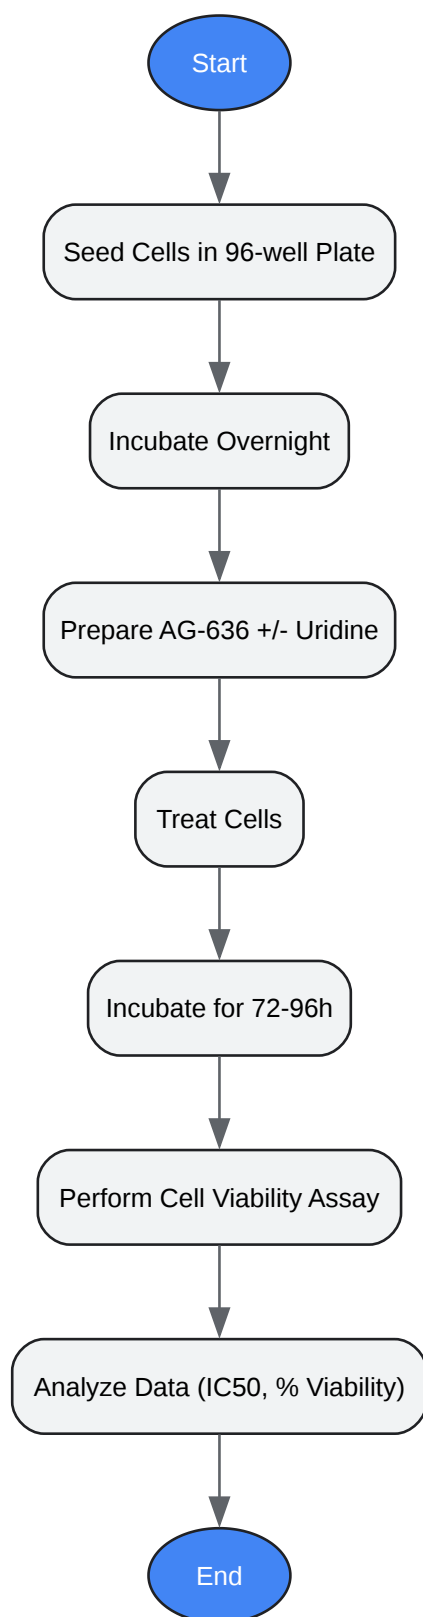 Start
Seed Cells in 96-well Plate
Incubate Overnight
Prepare AG-636 +/- Uridine
Treat Cells
Incubate for 72-96h
Perform Cell Viability Assay
Analyze Data (IC50, % Viability)
End